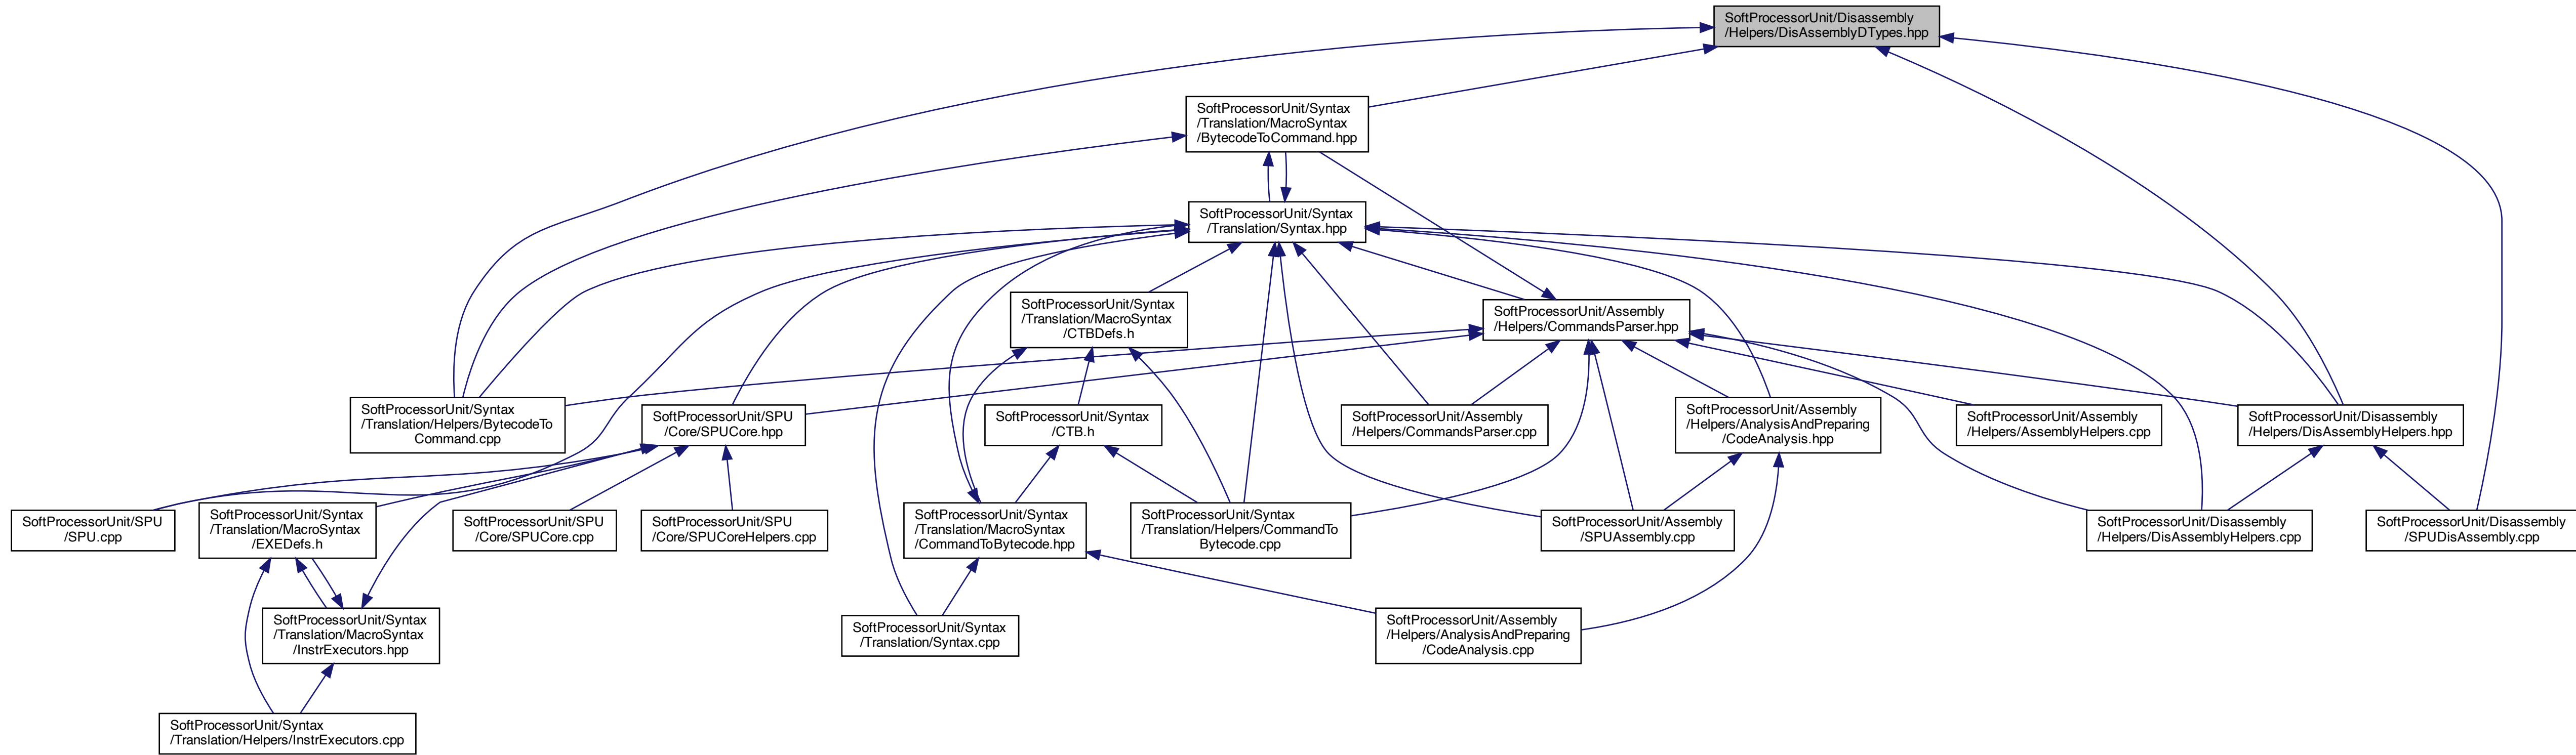 SoftProcessorUnit/Disassembly
/Helpers/DisAssemblyDTypes.hpp
SoftProcessorUnit/Syntax
/Translation/MacroSyntax
/BytecodeToCommand.hpp
SoftProcessorUnit/Syntax
/Translation/Syntax.hpp
SoftProcessorUnit/Syntax
/Translation/MacroSyntax
/CTBDefs.h
SoftProcessorUnit/Assembly
/Helpers/CommandsParser.hpp
SoftProcessorUnit/Syntax
/Translation/Helpers/BytecodeTo
Command.cpp
SoftProcessorUnit/SPU
/Core/SPUCore.hpp
SoftProcessorUnit/Syntax
/CTB.h
SoftProcessorUnit/Assembly
/Helpers/CommandsParser.cpp
SoftProcessorUnit/Assembly
/Helpers/AnalysisAndPreparing
/CodeAnalysis.hpp
SoftProcessorUnit/Assembly
/Helpers/AssemblyHelpers.cpp
SoftProcessorUnit/Disassembly
/Helpers/DisAssemblyHelpers.hpp
SoftProcessorUnit/SPU
/SPU.cpp
SoftProcessorUnit/Syntax
/Translation/MacroSyntax
/EXEDefs.h
SoftProcessorUnit/SPU
/Core/SPUCore.cpp
SoftProcessorUnit/SPU
/Core/SPUCoreHelpers.cpp
SoftProcessorUnit/Syntax
/Translation/MacroSyntax
/CommandToBytecode.hpp
SoftProcessorUnit/Syntax
/Translation/Helpers/CommandTo
Bytecode.cpp
SoftProcessorUnit/Assembly
/SPUAssembly.cpp
SoftProcessorUnit/Disassembly
/Helpers/DisAssemblyHelpers.cpp
SoftProcessorUnit/Disassembly
/SPUDisAssembly.cpp
SoftProcessorUnit/Syntax
/Translation/MacroSyntax
/InstrExecutors.hpp
SoftProcessorUnit/Syntax
/Translation/Syntax.cpp
SoftProcessorUnit/Assembly
/Helpers/AnalysisAndPreparing
/CodeAnalysis.cpp
SoftProcessorUnit/Syntax
/Translation/Helpers/InstrExecutors.cpp